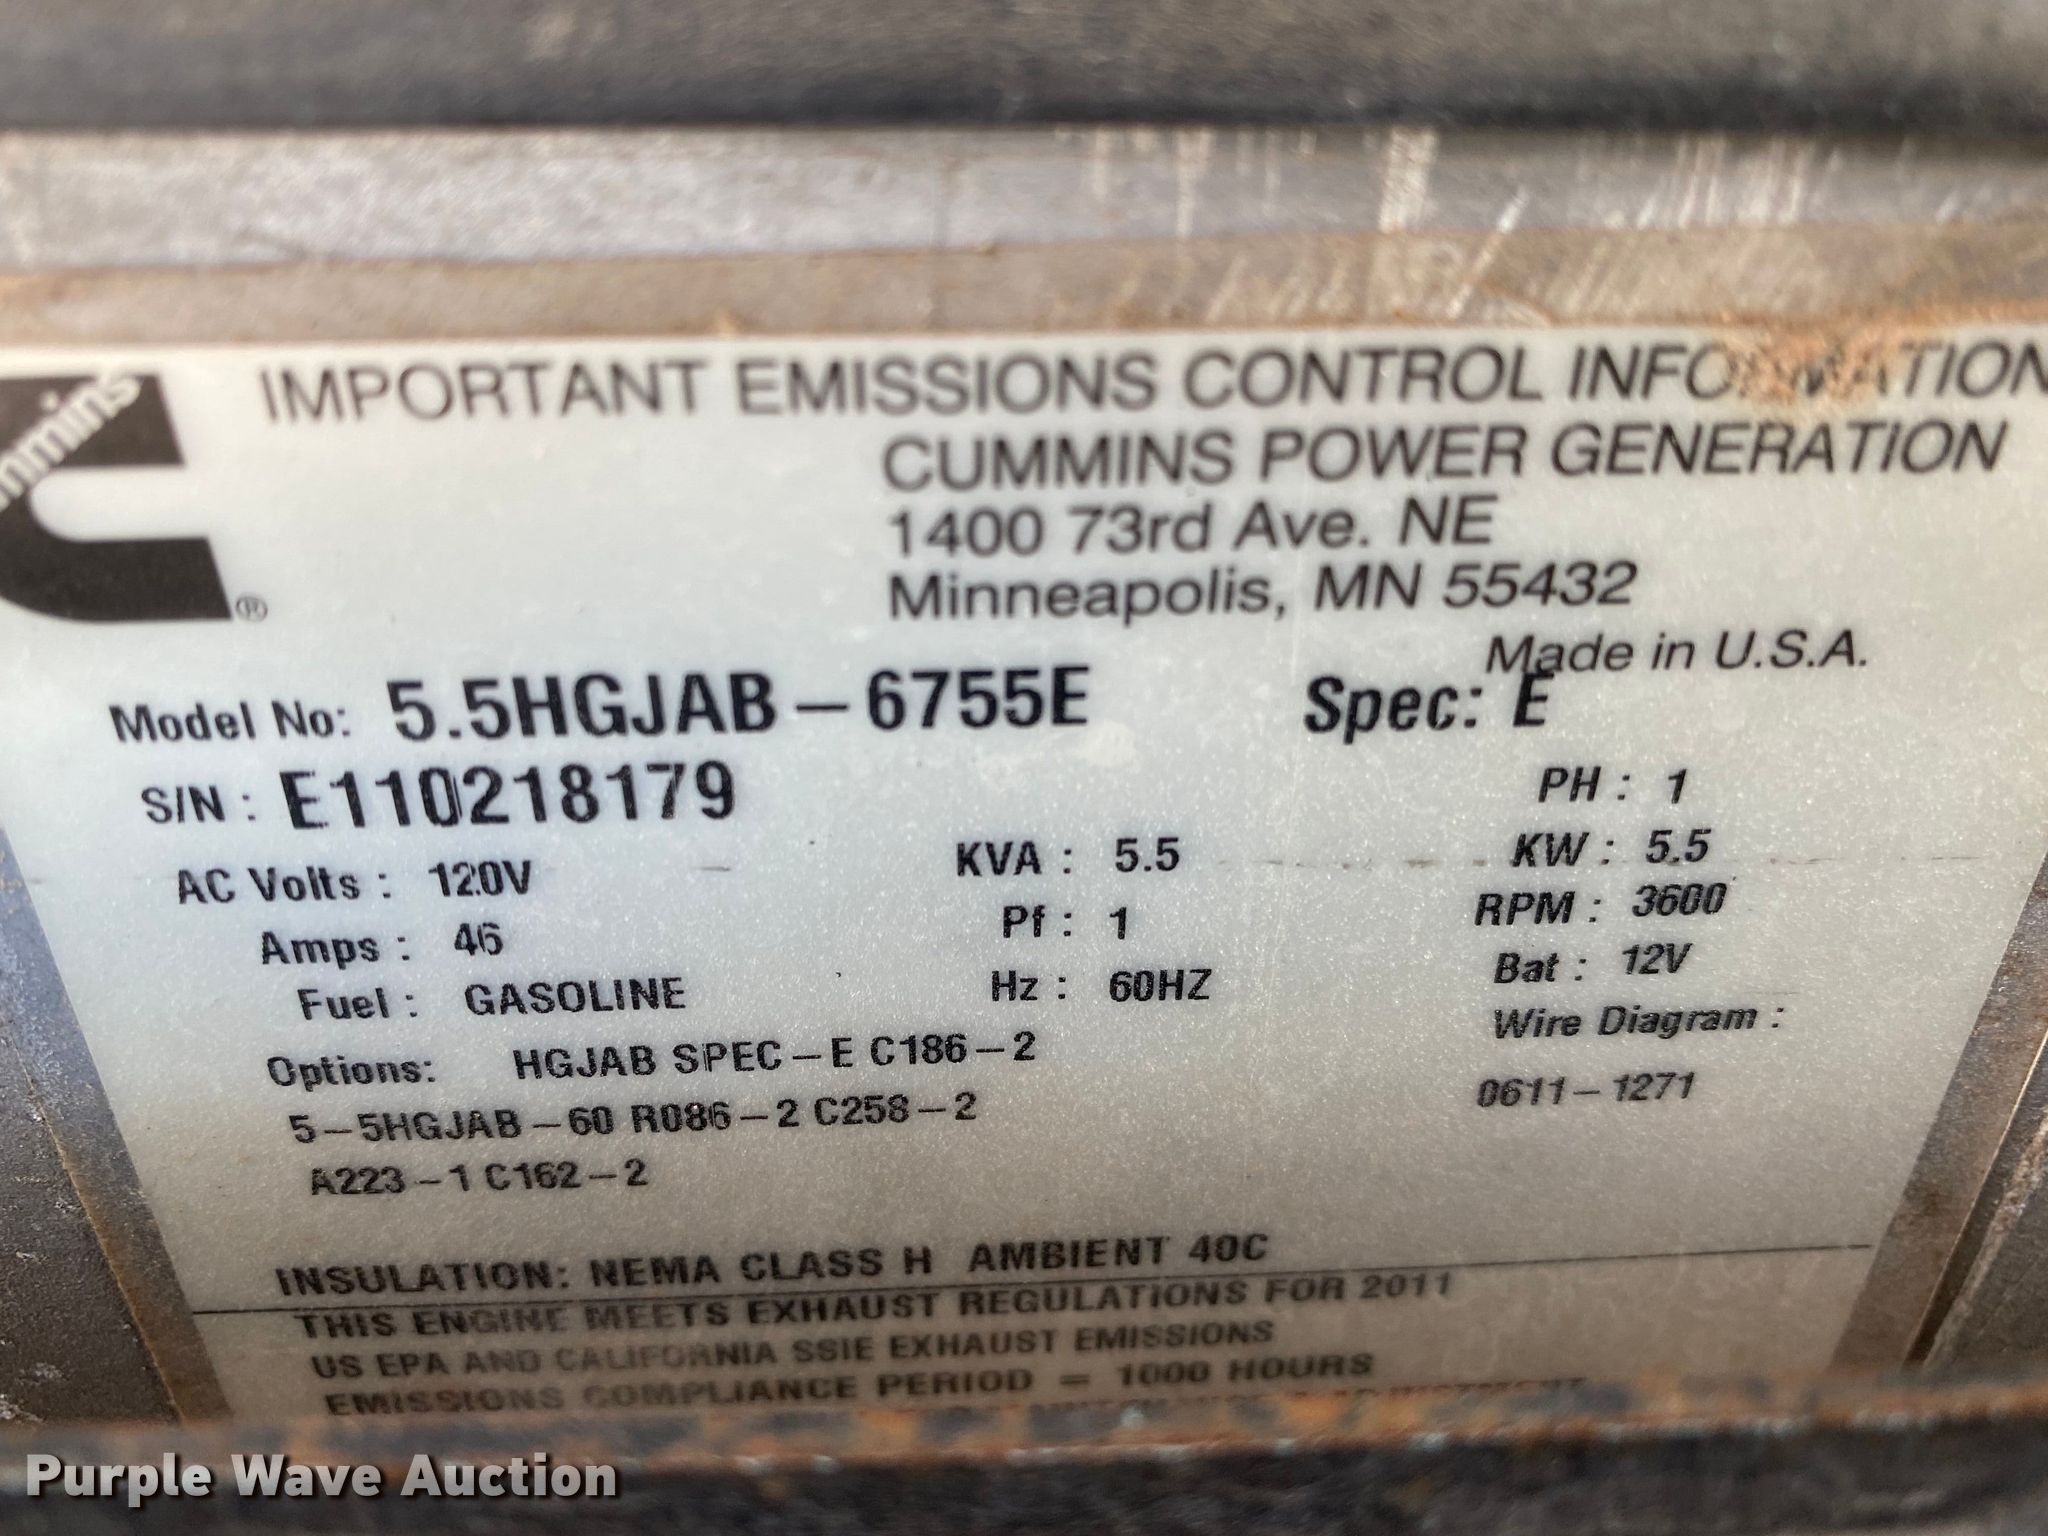 IMPORTANT EMISSIONS CONTROL INFORMATION
CUMMINS POWER GENERATION
1400 73rd Ave. NE
Minneapolis, MN 55432
Made in U.S.A.
®
Model No: 5.5HGJAB-6755E Spec: E
S/N : E110218179 PH : 1
AC Volts : 120V KVA : 5.5 KW : 5.5
Amps : 46 Pf : 1 RPM : 3600
Fuel : GASOLINE Hz : 60HZ Bat : 12V
Options: HGJAB SPEC-E C186-2 Wire Diagram :
5-5HGJAB-60 R086-2 C258-2 0611-1271
A223-1 C162-2
INSULATION: NEMA CLASS H AMBIENT 40C
THIS ENGINE MEETS EXHAUST REGULATIONS FOR 2011
US EPA AND CALIFORNIA SSIE EXHAUST EMISSIONS
EMISSIONS COMPLIANCE PERIOD = 1000 HOURS
Purple Wave Auction